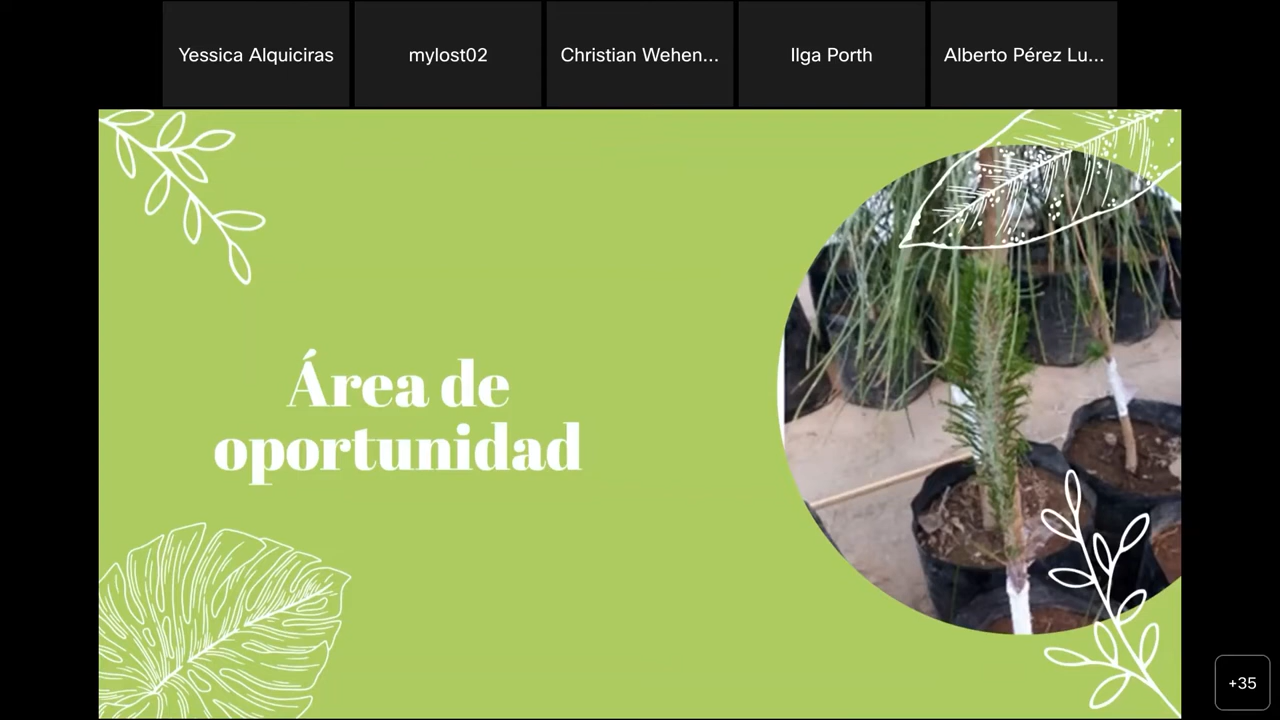 Yessica Alquiciras
mylost02
Christian Wehen...
Ilga Porth
Alberto Pérez Lu...
Área de
oportunidad
+35